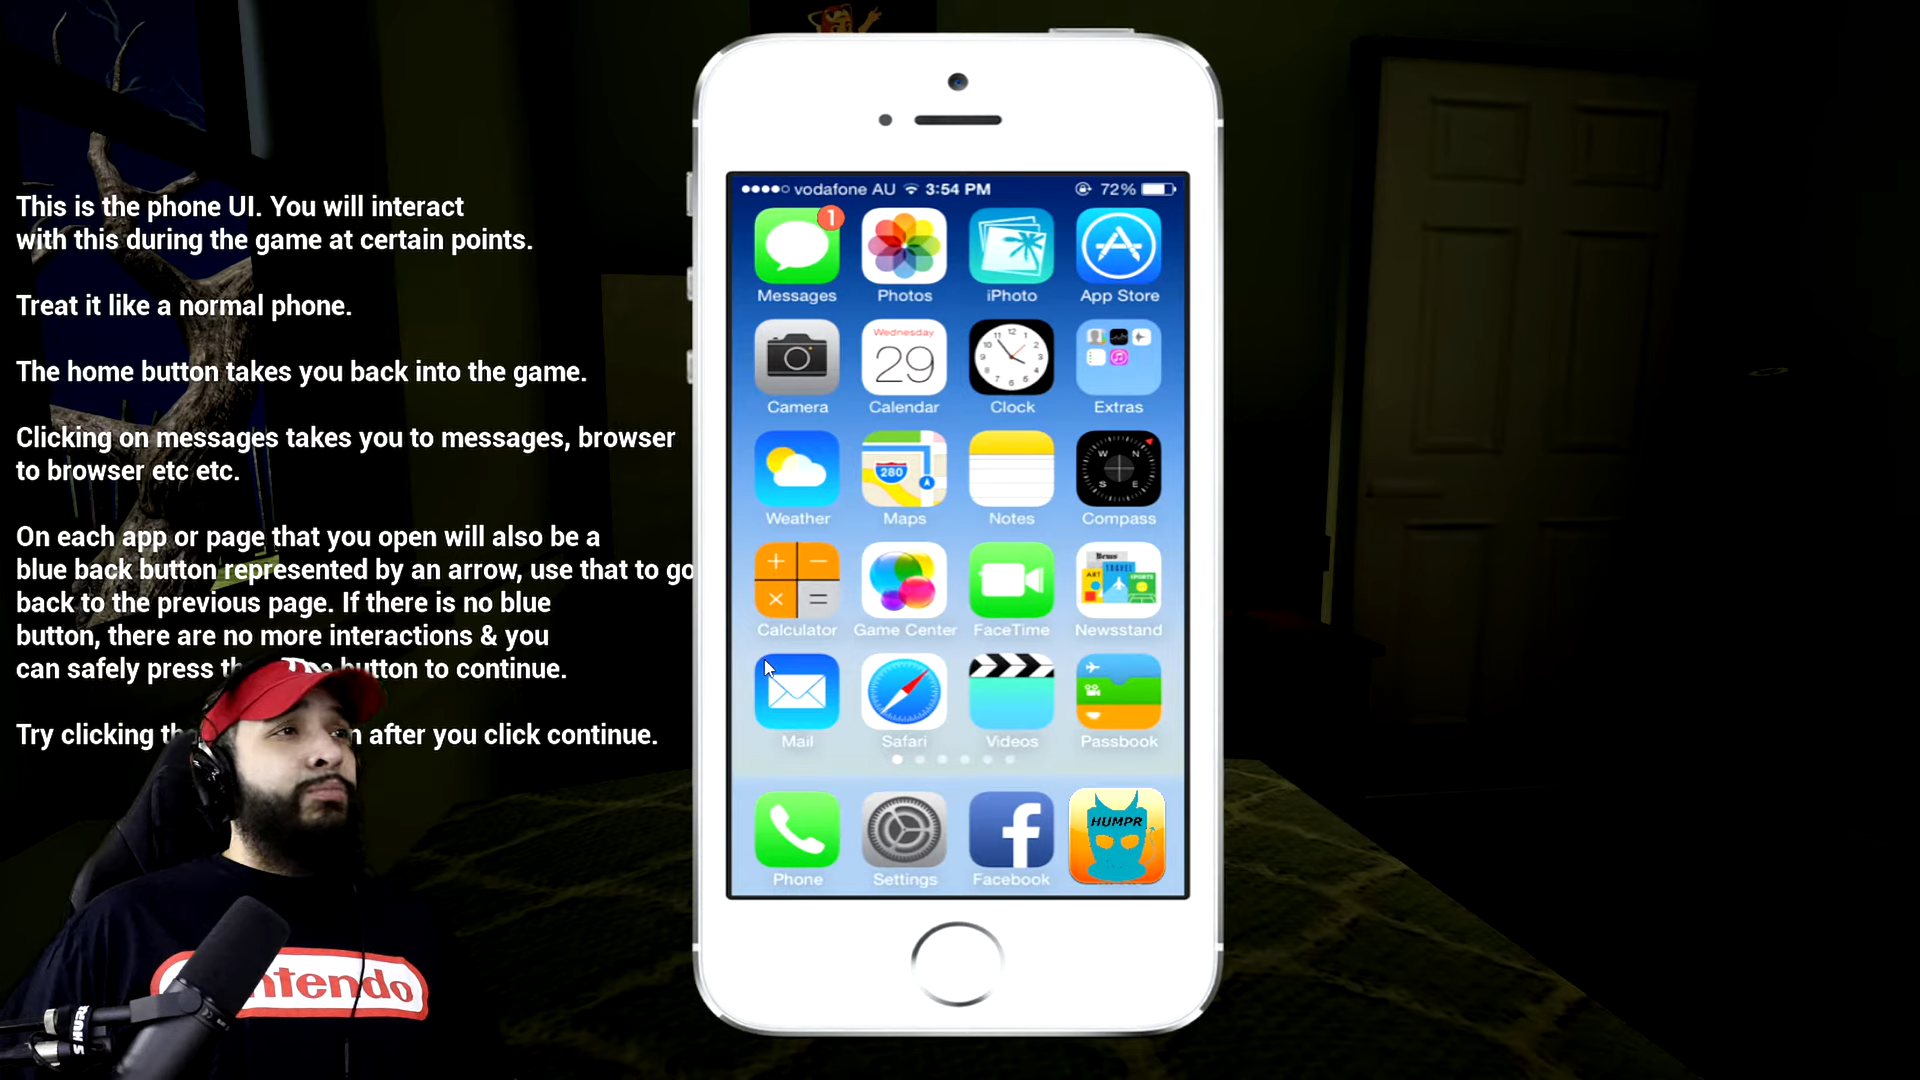 This is the phone UI. You will interact
with this during the game at certain points.
Treat it like a normal phone.
The home button takes you back into the game.
Clicking on messages takes you to messages, browser
to browser etc etc.
On each app or page that you open will also be a
blue back button represented by an arrow, use that to go
back to the previous page. If there is no blue
button, there are no more interactions & you
can safely press button to continue.
Try clicking after you click continue.
vodafone AU 3:54 PM 72%
1
Messages Photos iPhoto App Store
Wednesday
29
Camera Calendar Clock Extras
280
W N
S E
Weather Maps Notes Compass
News
ART TRAVEL SPORTS
Calculator Game Center FaceTime Newsstand
Mail Safari Videos Passbook
HUMPR
Phone Settings Facebook
ntendo
SHURE